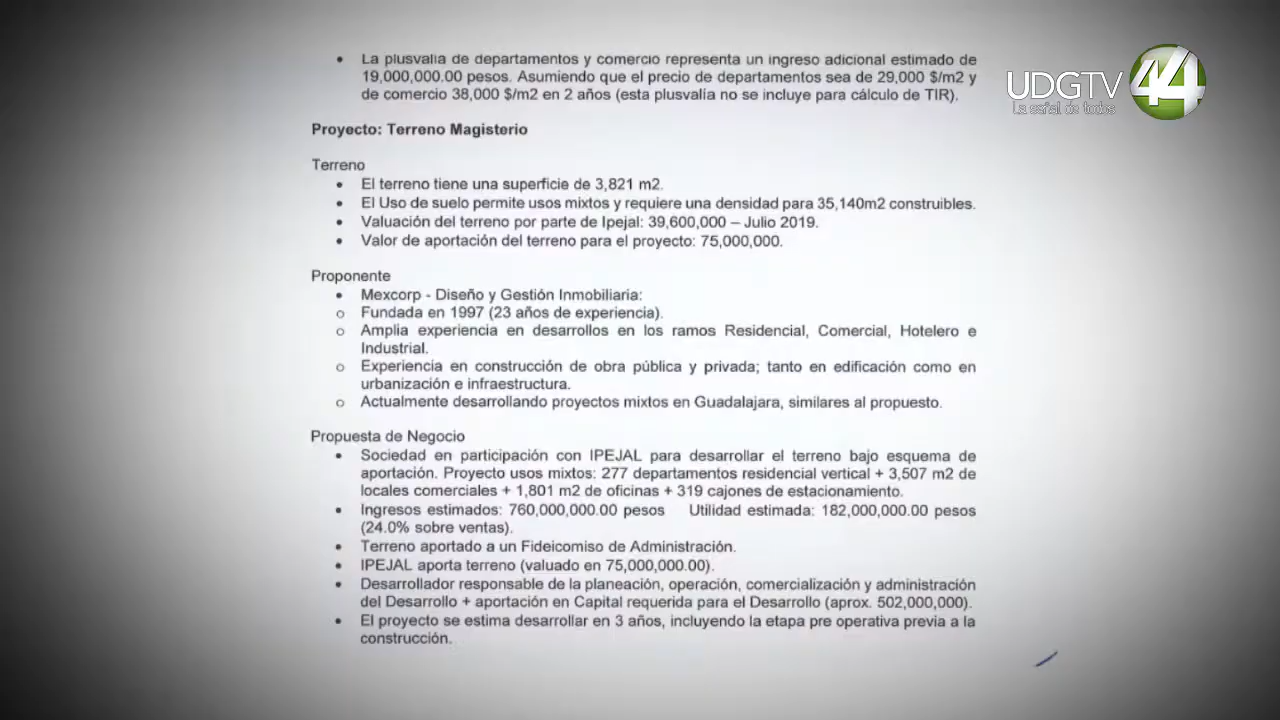 • La plusvalía de departamentos y comercio representa un ingreso adicional estimado de
19,000,000.00 pesos. Asumiendo que el precio de departamentos sea de 29,000 $/m2 y
de comercio 38,000 $/m2 en 2 años (esta plusvalía no se incluye para cálculo de TIR).
UDGTV 44
La señal de todos
Proyecto: Terreno Magisterio
Terreno
• El terreno tiene una superficie de 3,821 m2.
• El Uso de suelo permite usos mixtos y requiere una densidad para 35,140m2 construibles.
• Valuación del terreno por parte de Ipejal: 39,600,000 – Julio 2019.
• Valor de aportación del terreno para el proyecto: 75,000,000.
Proponente
• Mexcorp - Diseño y Gestión Inmobiliaria:
o Fundada en 1997 (23 años de experiencia).
o Amplia experiencia en desarrollos en los ramos Residencial, Comercial, Hotelero e
Industrial.
o Experiencia en construcción de obra pública y privada; tanto en edificación como en
urbanización e infraestructura.
o Actualmente desarrollando proyectos mixtos en Guadalajara, similares al propuesto.
Propuesta de Negocio
• Sociedad en participación con IPEJAL para desarrollar el terreno bajo esquema de
aportación. Proyecto usos mixtos: 277 departamentos residencial vertical + 3,507 m2 de
locales comerciales + 1,801 m2 de oficinas + 319 cajones de estacionamiento.
• Ingresos estimados: 760,000,000.00 pesos Utilidad estimada: 182,000,000.00 pesos
(24.0% sobre ventas).
• Terreno aportado a un Fideicomiso de Administración.
• IPEJAL aporta terreno (valuado en 75,000,000.00).
• Desarrollador responsable de la planeación, operación, comercialización y administración
del Desarrollo + aportación en Capital requerida para el Desarrollo (aprox. 502,000,000).
• El proyecto se estima desarrollar en 3 años, incluyendo la etapa pre operativa previa a la
construcción.